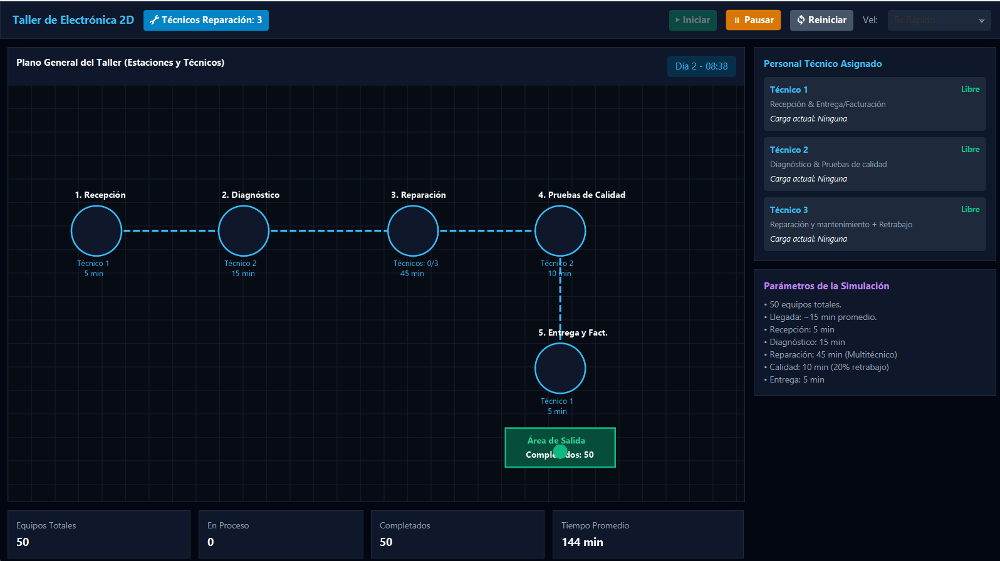 Taller de Electrónica 2D
Técnicos Reparación: 3
Iniciar
Pausar
Reiniciar
Vel:
5x Rápido
Plano General del Taller (Estaciones y Técnicos)
Día 2 - 08:38
1. Recepción
2. Diagnóstico
3. Reparación
4. Pruebas de Calidad
Técnico 1
5 min
Técnico 2
15 min
Técnicos: 0/3
45 min
Técnico 2
10 min
5. Entrega y Fact.
Técnico 1
5 min
Área de Salida
Completados: 50
Equipos Totales
50
En Proceso
0
Completados
50
Tiempo Promedio
144 min
Personal Técnico Asignado
Técnico 1
Libre
Recepción & Entrega/Facturación
Carga actual: Ninguna
Técnico 2
Libre
Diagnóstico & Pruebas de calidad
Carga actual: Ninguna
Técnico 3
Libre
Reparación y mantenimiento + Retrabajo
Carga actual: Ninguna
Parámetros de la Simulación
• 50 equipos totales.
• Llegada: ~15 min promedio.
• Recepción: 5 min
• Diagnóstico: 15 min
• Reparación: 45 min (Multitécnico)
• Calidad: 10 min (20% retrabajo)
• Entrega: 5 min